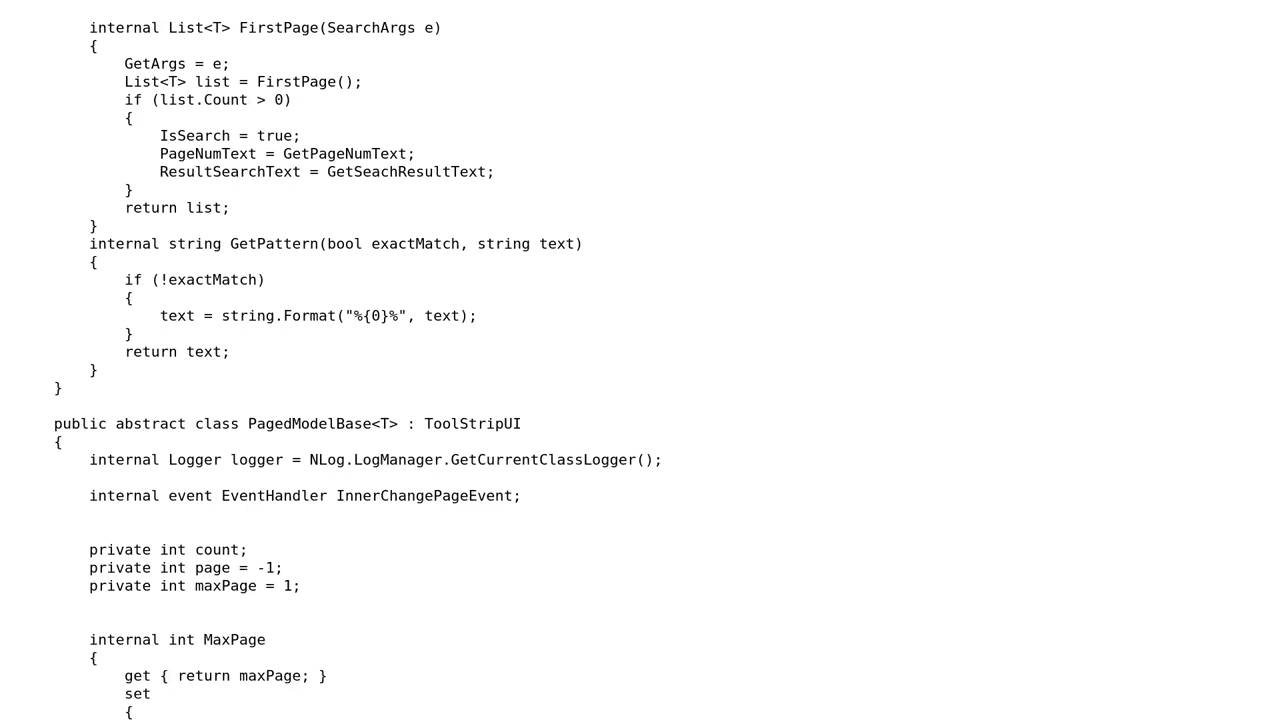 internal List<T> FirstPage(SearchArgs e)
{
GetArgs = e;
List<T> list = FirstPage();
if (list.Count > 0)
{
IsSearch = true;
PageNumText = GetPageNumText;
ResultSearchText = GetSeachResultText;
}
return list;
}
internal string GetPattern(bool exactMatch, string text)
{
if (!exactMatch)
{
text = string.Format("%{0}%", text);
}
return text;
}
}
public abstract class PagedModelBase<T> : ToolStripUI
{
internal Logger logger = NLog.LogManager.GetCurrentClassLogger();
internal event EventHandler InnerChangePageEvent;
private int count;
private int page = -1;
private int maxPage = 1;
internal int MaxPage
{
get { return maxPage; }
set
{